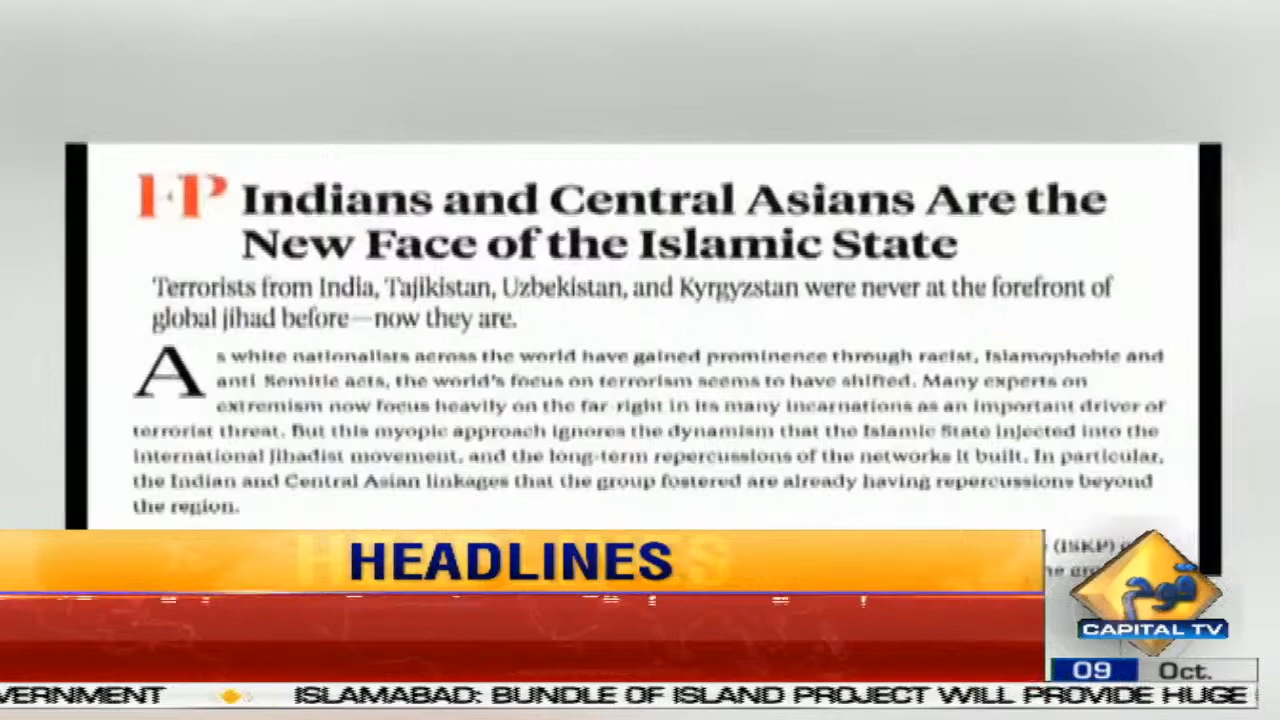 FP Indians and Central Asians Are the
New Face of the Islamic State
Terrorists from India, Tajikistan, Uzbekistan, and Kyrgyzstan were never at the forefront of
global jihad before—now they are.
As white nationalists across the world have gained prominence through racist, Islamophobic and
anti-Semitic acts, the world's focus on terrorism seems to have shifted. Many experts on
extremism now focus heavily on the far-right in its many incarnations as an important driver of
terrorist threat. But this myopic approach ignores the dynamism that the Islamic State injected into the
international jihadist movement, and the long-term repercussions of the networks it built. In particular,
the Indian and Central Asian linkages that the group fostered are already having repercussions beyond
the region.
(ISKP)
HEADLINES
قوم
CAPITAL TV
09 Oct.
VERNMENT ISLAMABAD: BUNDLE OF ISLAND PROJECT WILL PROVIDE HUGE